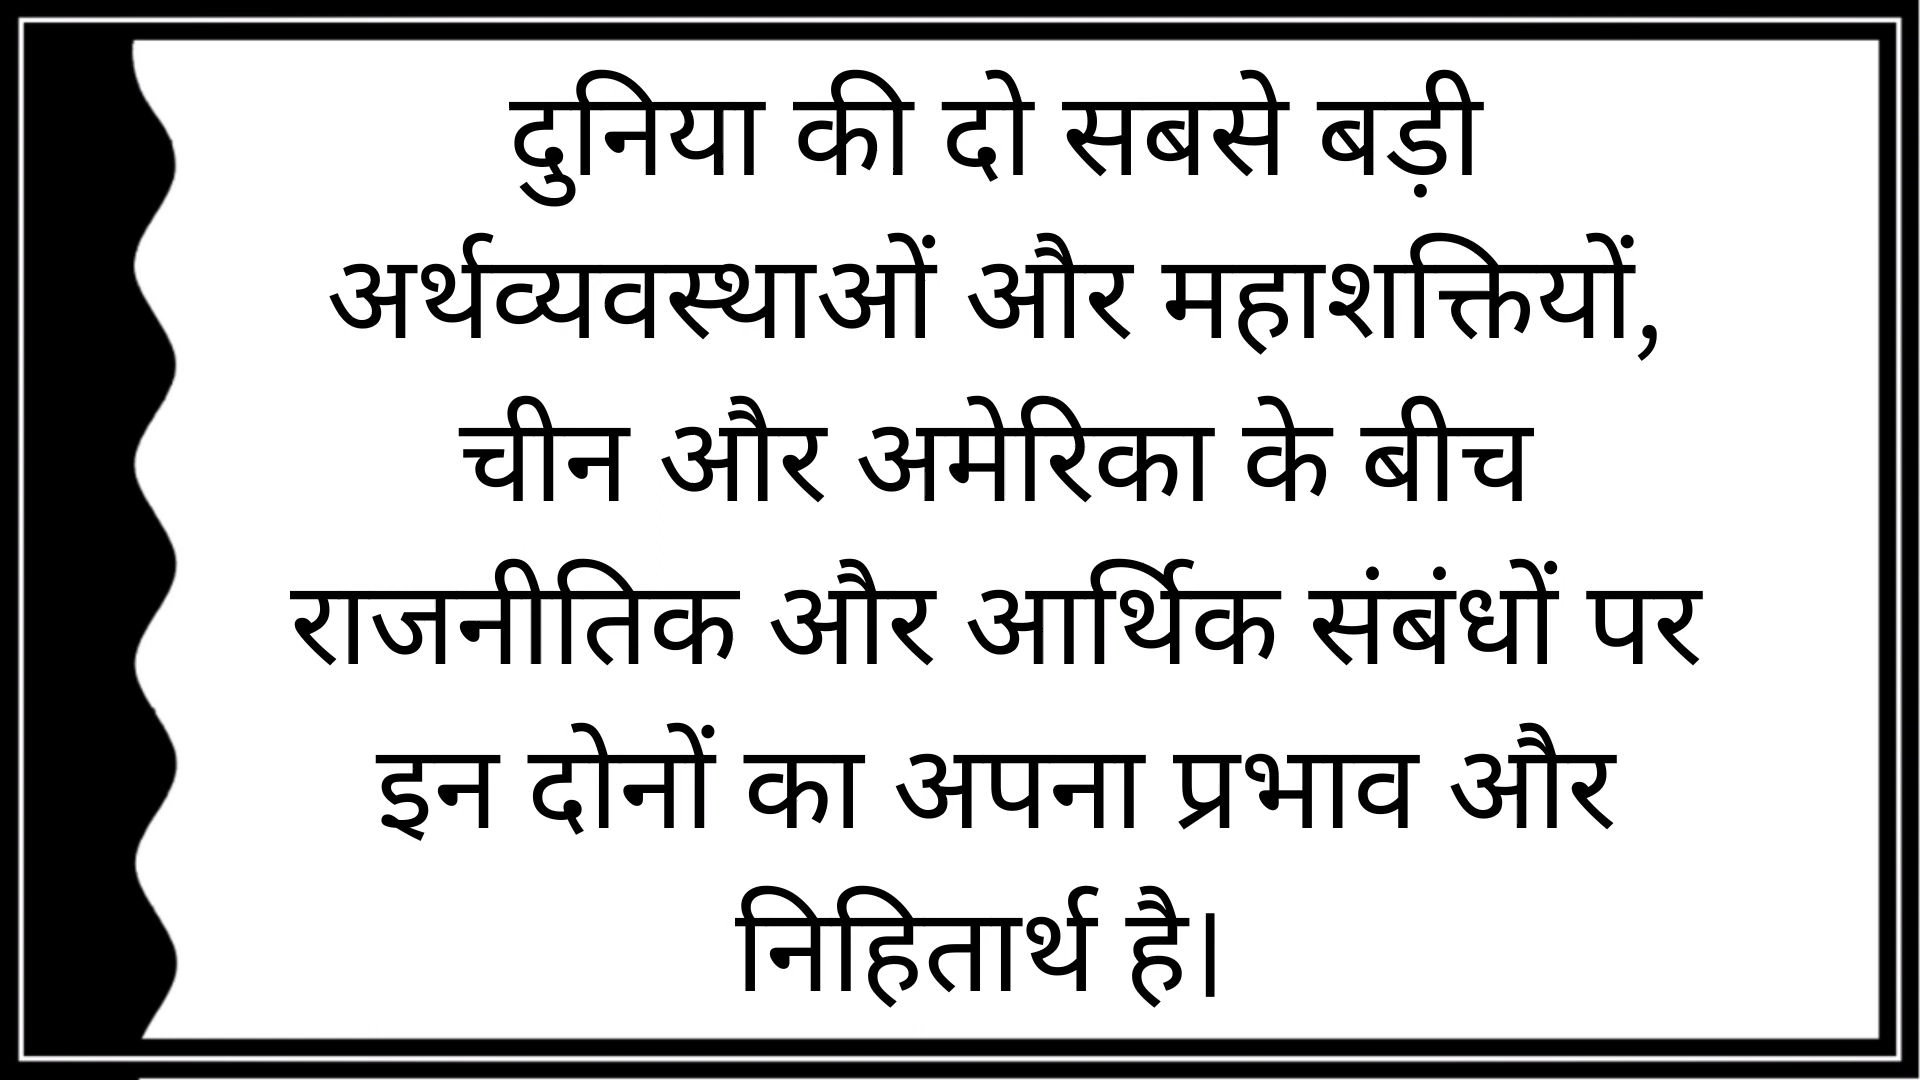 दुनिया की दो सबसे बड़ी
अर्थव्यवस्थाओं और महाशक्तियों,
चीन और अमेरिका के बीच
राजनीतिक और आर्थिक संबंधों पर
इन दोनों का अपना प्रभाव और
निहितार्थ है।